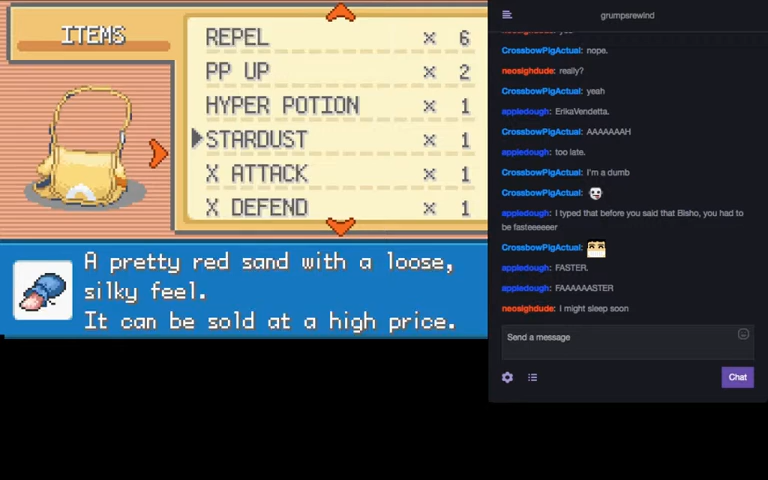 ITEMS
REPEL × 6
PP UP × 2
HYPER POTION × 1
STARDUST × 1
X ATTACK × 1
X DEFEND × 1
A pretty red sand with a loose,
silky feel.
It can be sold at a high price.
grumpsrewind
CrossbowPigActual: nope.
neosighdude: really?
CrossbowPigActual: yeah
appledough: ErikaVendetta.
CrossbowPigActual: AAAAAAAH
appledough: too late.
CrossbowPigActual: I'm a dumb
CrossbowPigActual:
appledough: I typed that before you said that Bisho, you had to
be fasteeeeeer
CrossbowPigActual:
appledough: FASTER.
appledough: FAAAAAASTER
neosighdude: I might sleep soon
Send a message
Chat